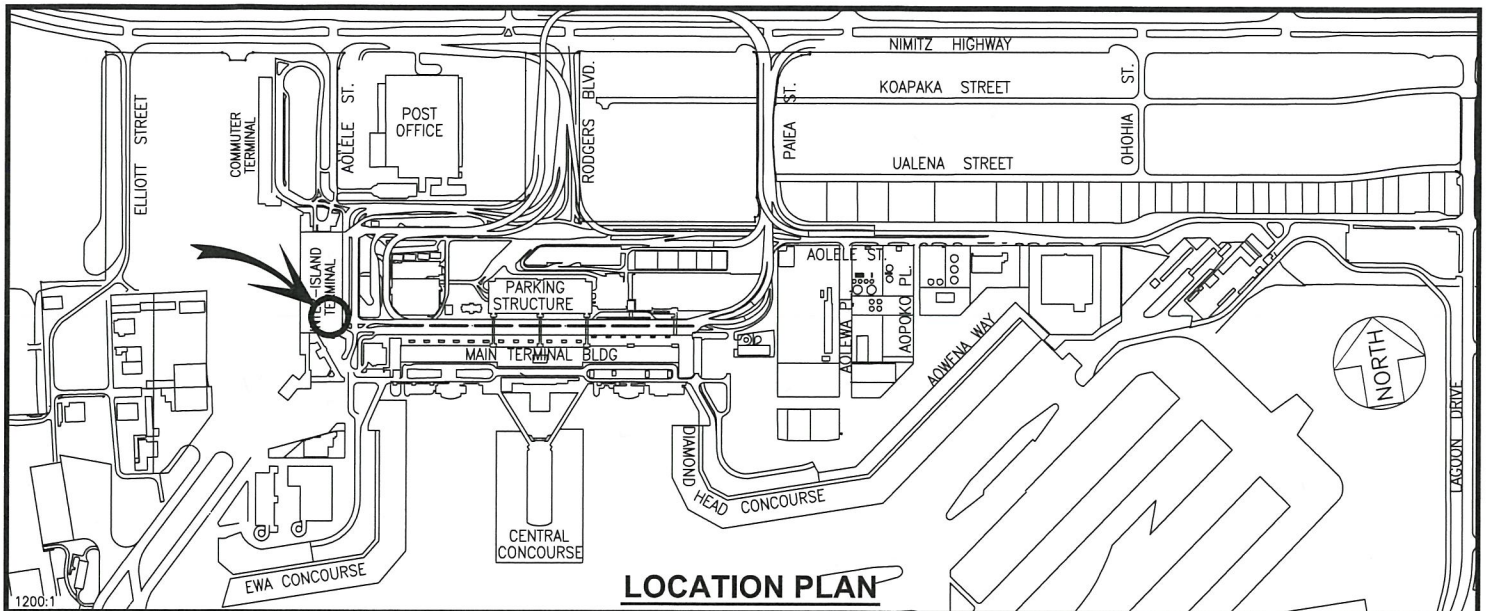 NIMITZ HIGHWAY
KOAPAKA STREET
UALENA STREET
OHOHIA ST.
PAIEA ST.
RODGERS BLVD.
POST
OFFICE
AOLELE ST.
COMMUTER
TERMINAL
ELLIOTT STREET
-ISLAND
TERMINAL
PARKING
STRUCTURE
MAIN TERMINAL BLDG
AOLELE ST.
AOLEWA P
AOPOKO PL.
AOWENA WAY
NORTH
LAGOON DRIVE
DIAMOND
HEAD CONCOURSE
CENTRAL
CONCOURSE
EWA CONCOURSE
LOCATION PLAN
1200:1